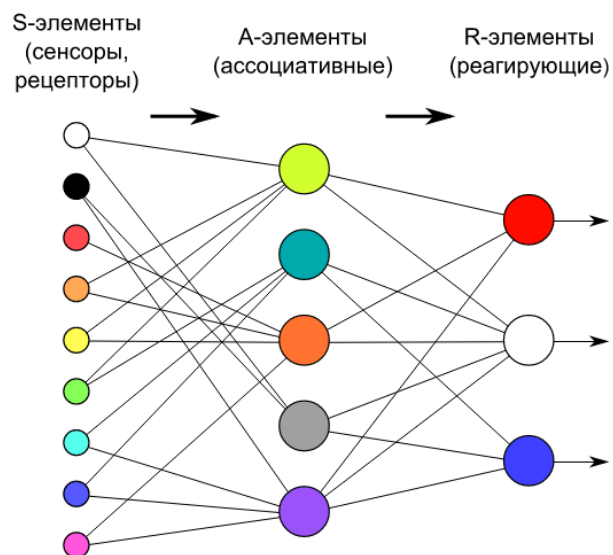 S-элементы
(сенсоры,
рецепторы)
A-элементы
(ассоциативные)
R-элементы
(реагирующие)